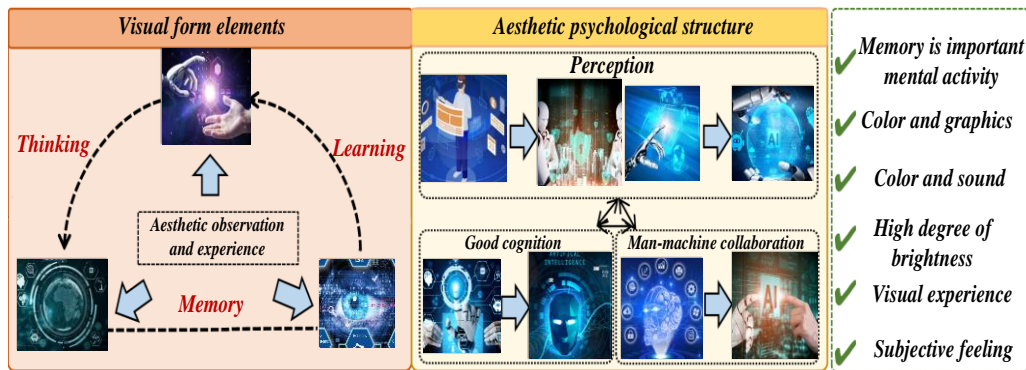 Visual form elements
Thinking
Learning
Aesthetic observation
and experience
Memory
Aesthetic psychological structure
Perception
AI
Good cognition
Man-machine collaboration
ARTIFICAL
INTELLIGENCE
AI
Memory is important
mental activity
Color and graphics
Color and sound
High degree of
brightness
Visual experience
Subjective feeling